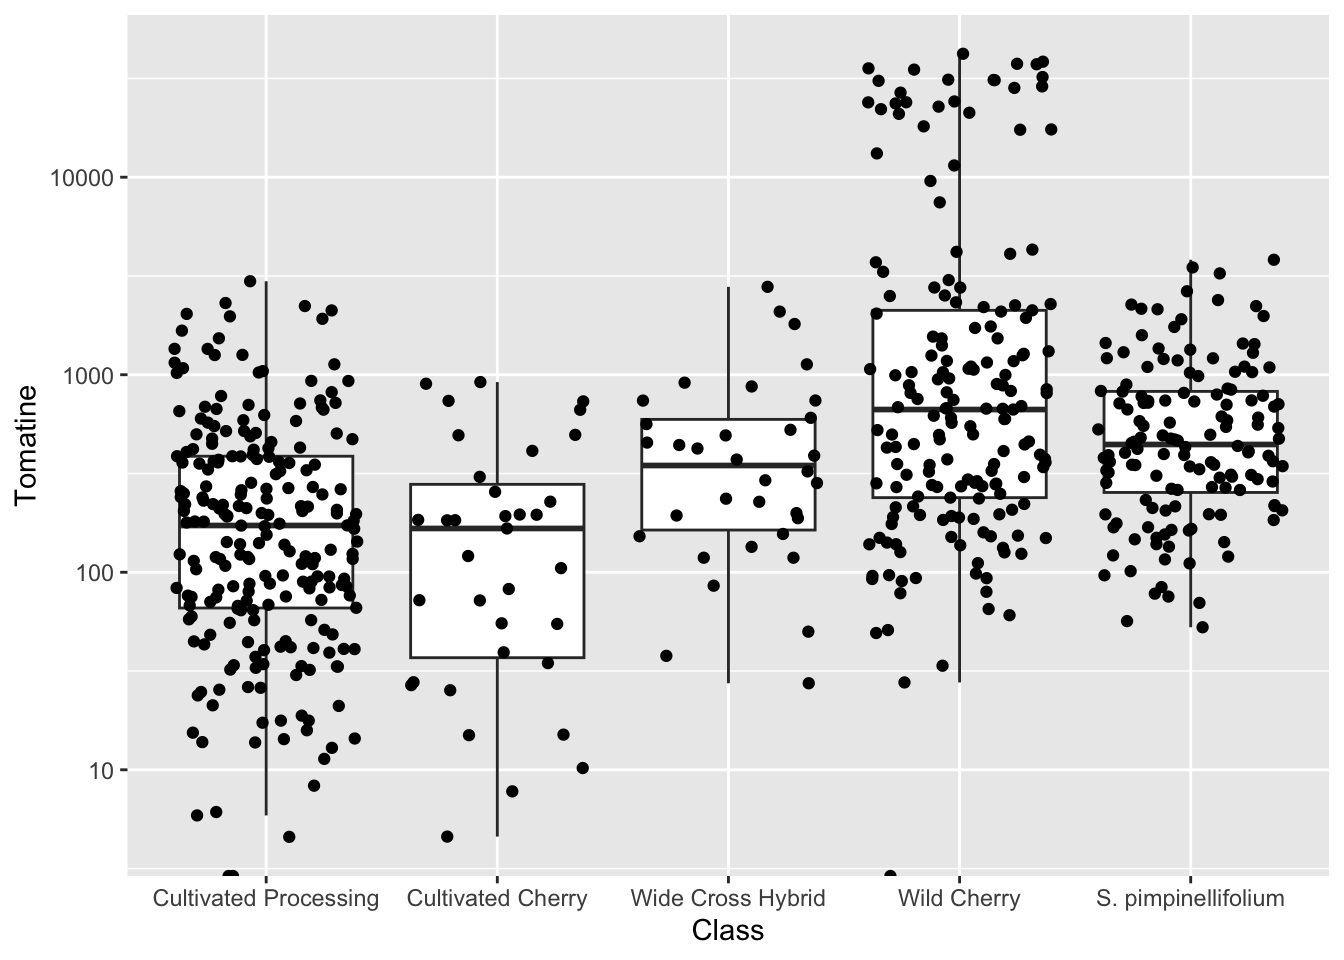 Tomatine
10000
1000
100
10
Cultivated Processing
Cultivated Cherry
Wide Cross Hybrid
Wild Cherry
S. pimpinellifolium
Class